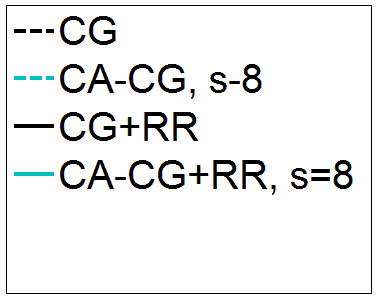 CG
CA-CG, s-8
CG+RR
CA-CG+RR, s=8